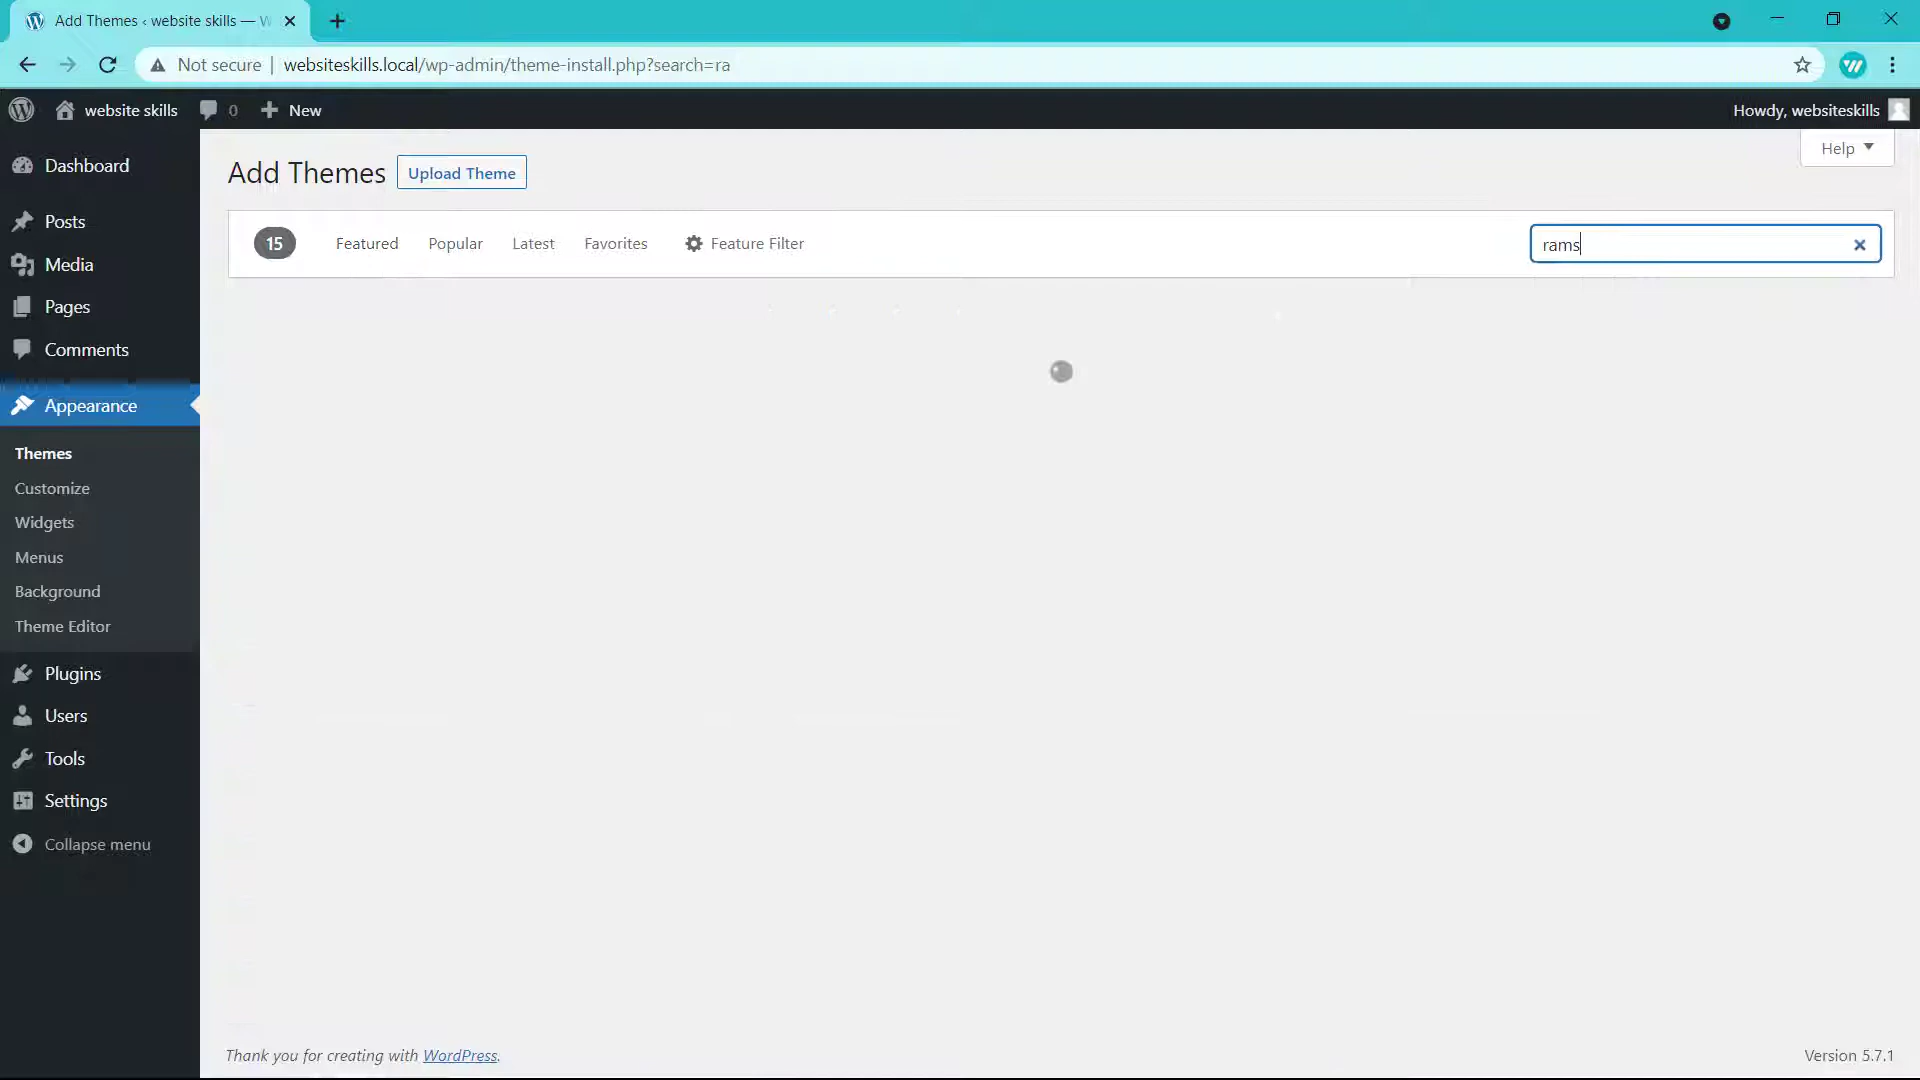 Add Themes ‹ website skills — W
Not secure | websiteskills.local/wp-admin/theme-install.php?search=ra
website skills 0 New Howdy, websiteskills
Help
Dashboard
Posts
Media
Pages
Comments
Appearance
Themes
Customize
Widgets
Menus
Background
Theme Editor
Plugins
Users
Tools
Settings
Collapse menu
Add Themes Upload Theme
15 Featured Popular Latest Favorites Feature Filter rams
Thank you for creating with WordPress. Version 5.7.1